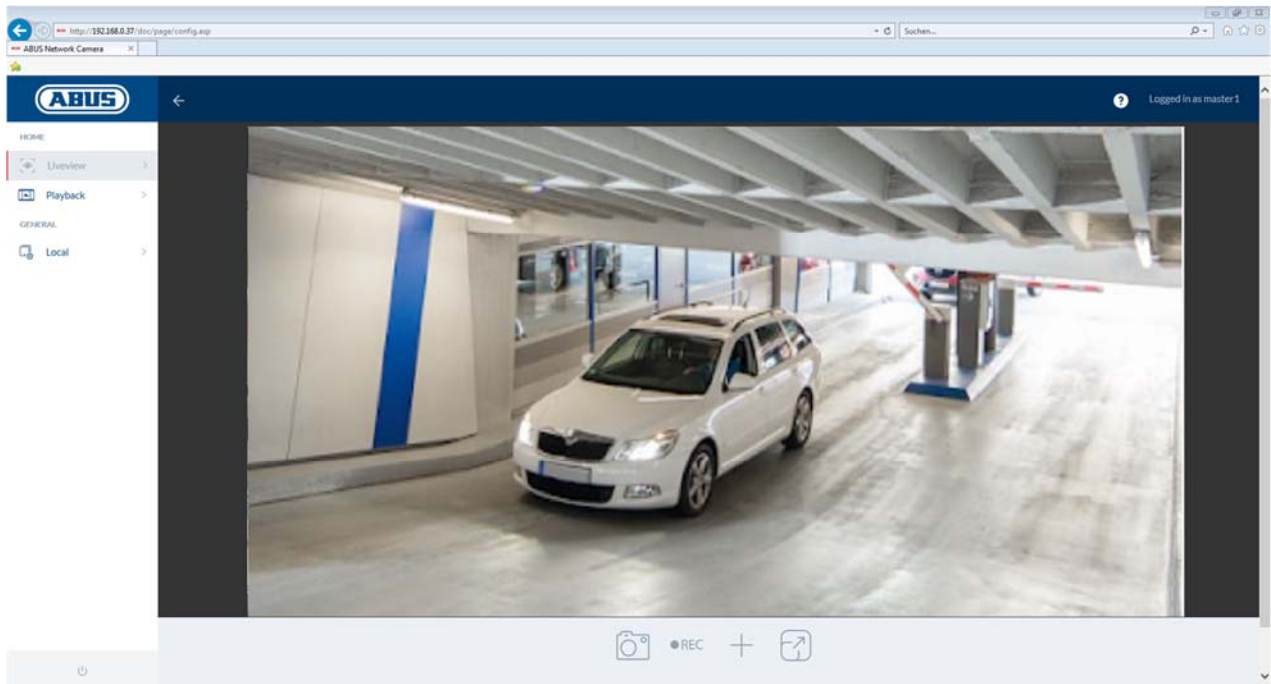 http://192.168.0.37/doc/page/config.asp
Suchen...
ABUS Network Camera
ABUS
Logged in as master1
HOME
Liveview
Playback
GENERAL
Local
REC